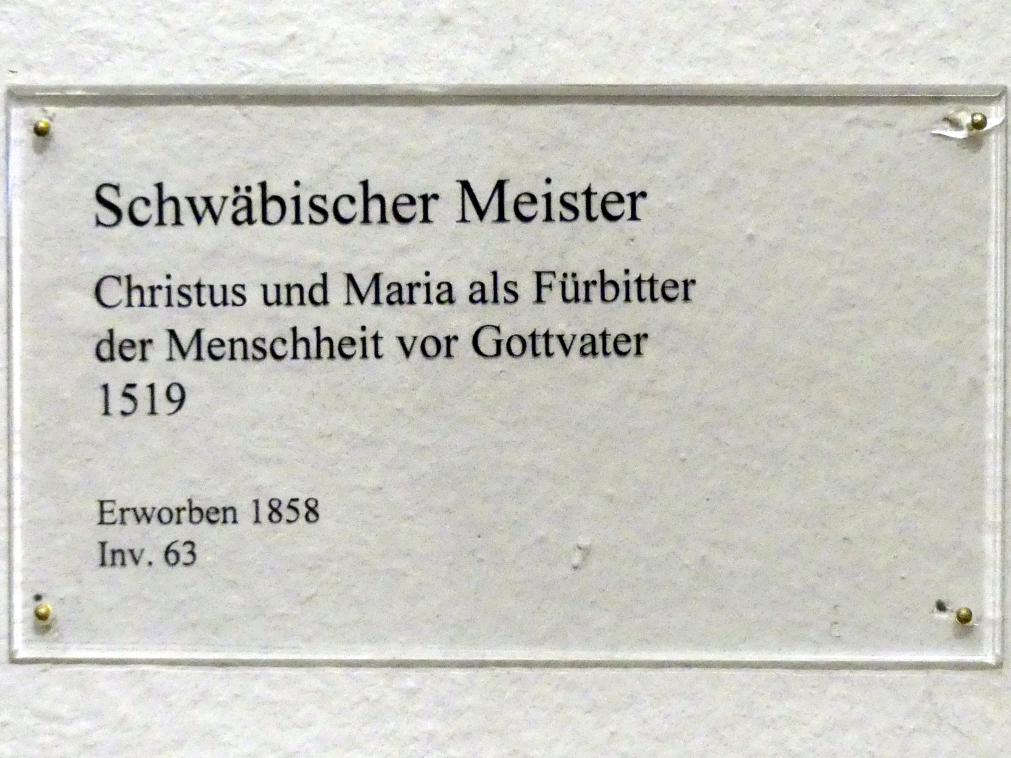 Schwäbischer Meister
Christus und Maria als Fürbitter
der Menschheit vor Gottvater
1519
Erworben 1858
Inv. 63